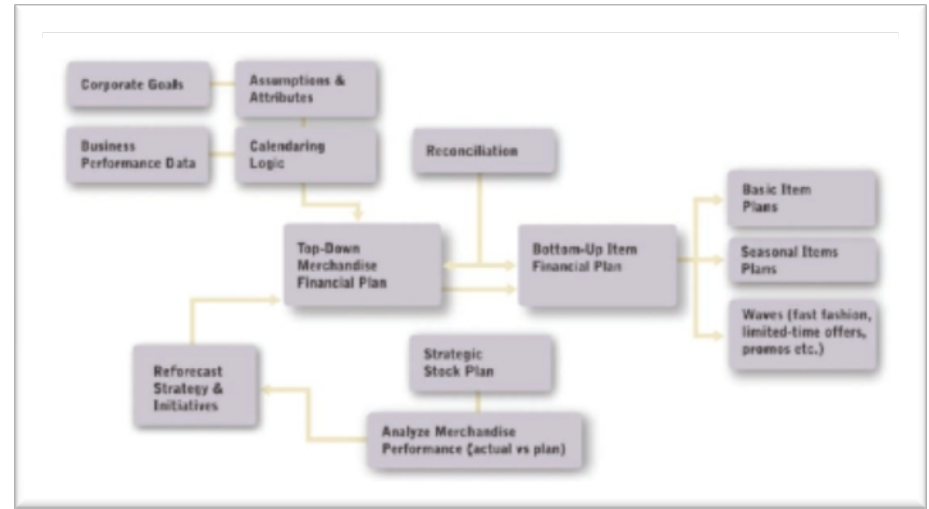 Corporate Goals
Assumptions &
Attributes
Business
Performance Data
Calendaring
Logic
Reconciliation
Basic Item
Plans
Top-Down
Merchandise
Financial Plan
Bottom-Up Item
Financial Plan
Seasonal Items
Plans
Waves (fast fashion,
limited-time offers,
promos etc.)
Reforecast
Strategy &
Initiatives
Strategic
Stock Plan
Analyze Merchandise
Performance (actual vs plan)